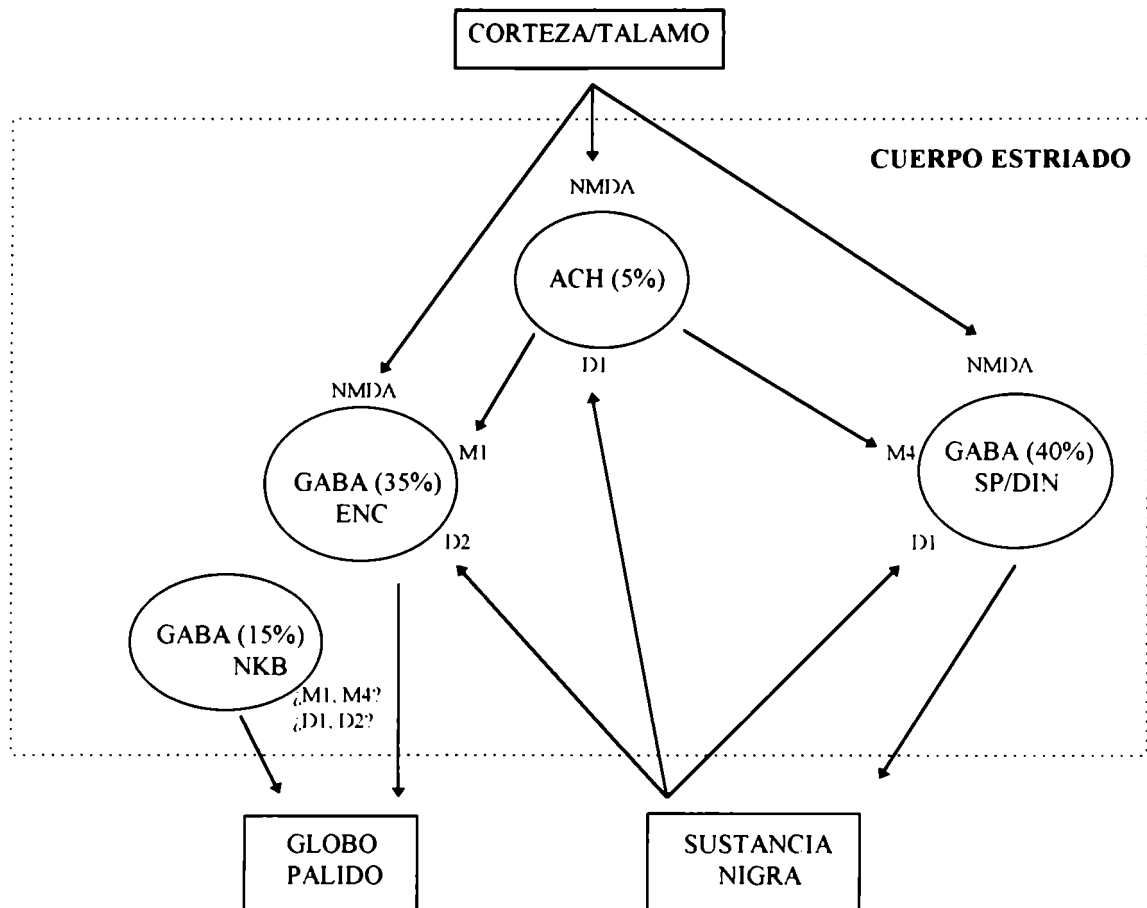 CORTEZA/TALAMO
CUERPO ESTRIADO
NMDA
ACH (5%)
D1
NMDA
NMDA
M1
M4
GABA (35%)
ENC
GABA (40%)
SP/DIN
D2
D1
GABA (15%)
NKB
¿M1, M4?
¿D1, D2?
GLOBO
PALIDO
SUSTANCIA
NIGRA